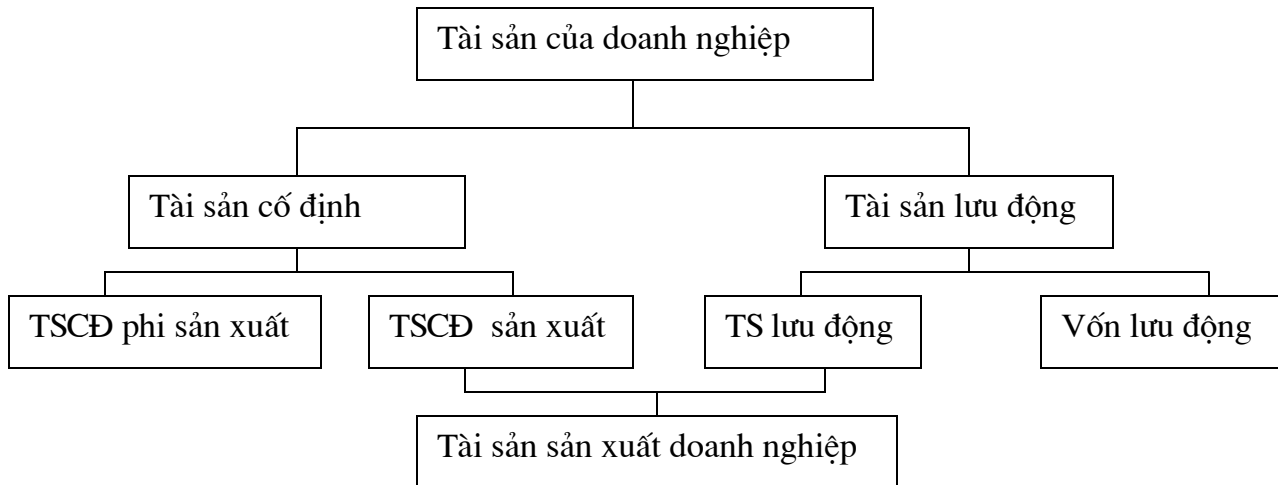 Tài sản của doanh nghiệp
Tài sản cố định
Tài sản lưu động
TSCĐ phi sản xuất
TSCĐ sản xuất
TS lưu động
Vốn lưu động
Tài sản sản xuất doanh nghiệp